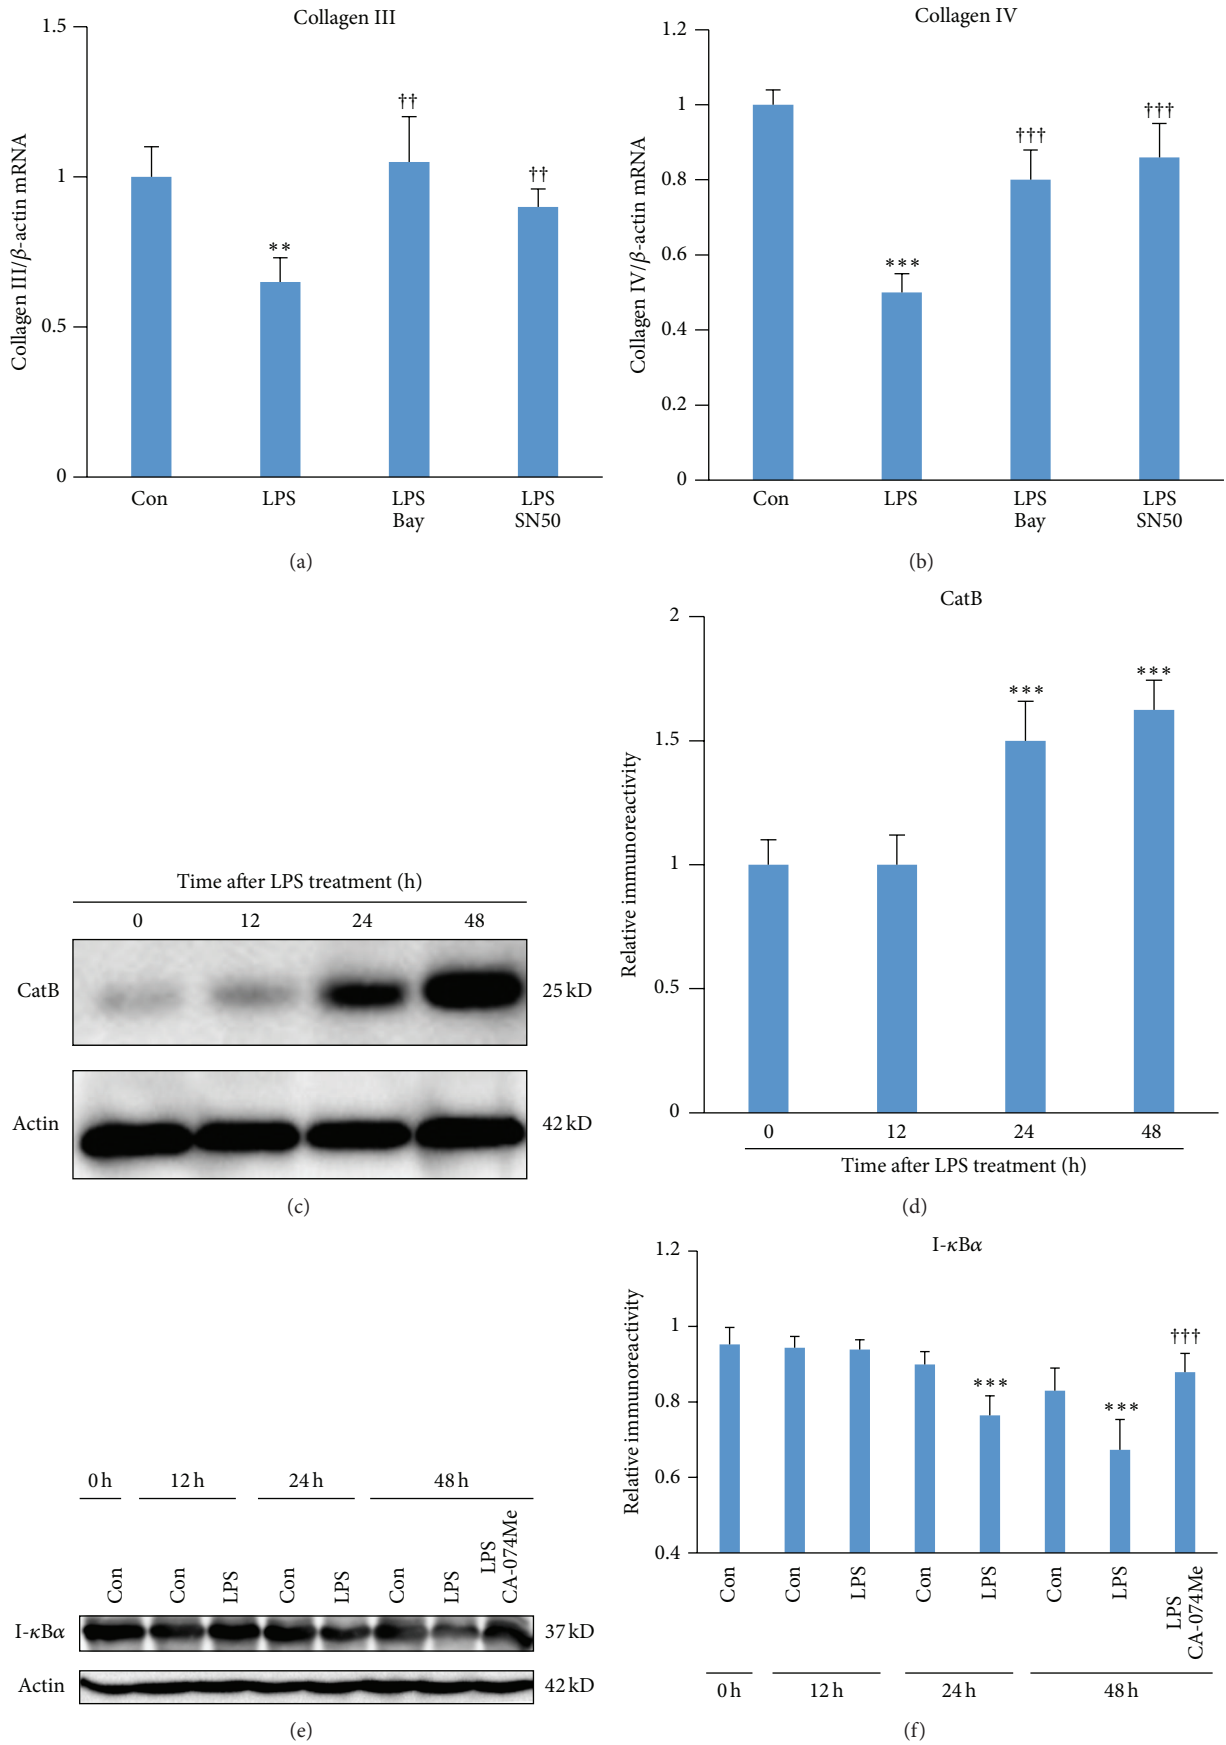 Collagen III
Collagen III/β-actin mRNA
1.5
1
0.5
0
††
††
**
Con
LPS
LPS
Bay
LPS
SN50
(a)
Collagen IV
Collagen IV/β-actin mRNA
1.2
1
0.8
0.6
0.4
0.2
0
***
†††
†††
Con
LPS
LPS
Bay
LPS
SN50
(b)
Time after LPS treatment (h)
0 12 24 48
CatB 25 kD
Actin 42 kD
(c)
CatB
Relative immunoreactivity
2
1.5
1
0.5
0
***
***
0 12 24 48
Time after LPS treatment (h)
(d)
0 h 12 h 24 h 48 h
Con
Con
LPS
Con
LPS
Con
LPS
LPS
CA-074Me
I-κBα 37 kD
Actin 42 kD
(e)
I-κBα
Relative immunoreactivity
1.2
1
0.8
0.6
0.4
***
***
†††
Con
Con
LPS
Con
LPS
Con
LPS
LPS
CA-074Me
0 h 12 h 24 h 48 h
(f)